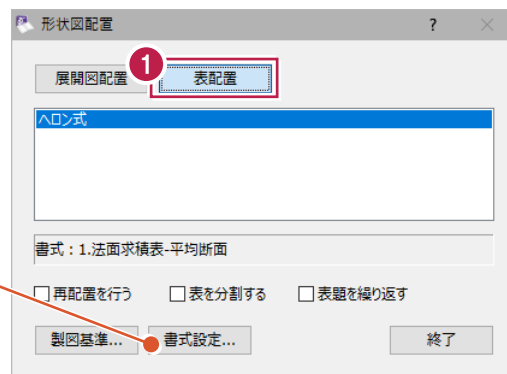 形状図配置 ?
1
展開図配置 表配置
ヘロン式
書式：1.法面求積表-平均断面
再配置を行う 表を分割する 表題を繰り返す
製図基準... 書式設定... 終了